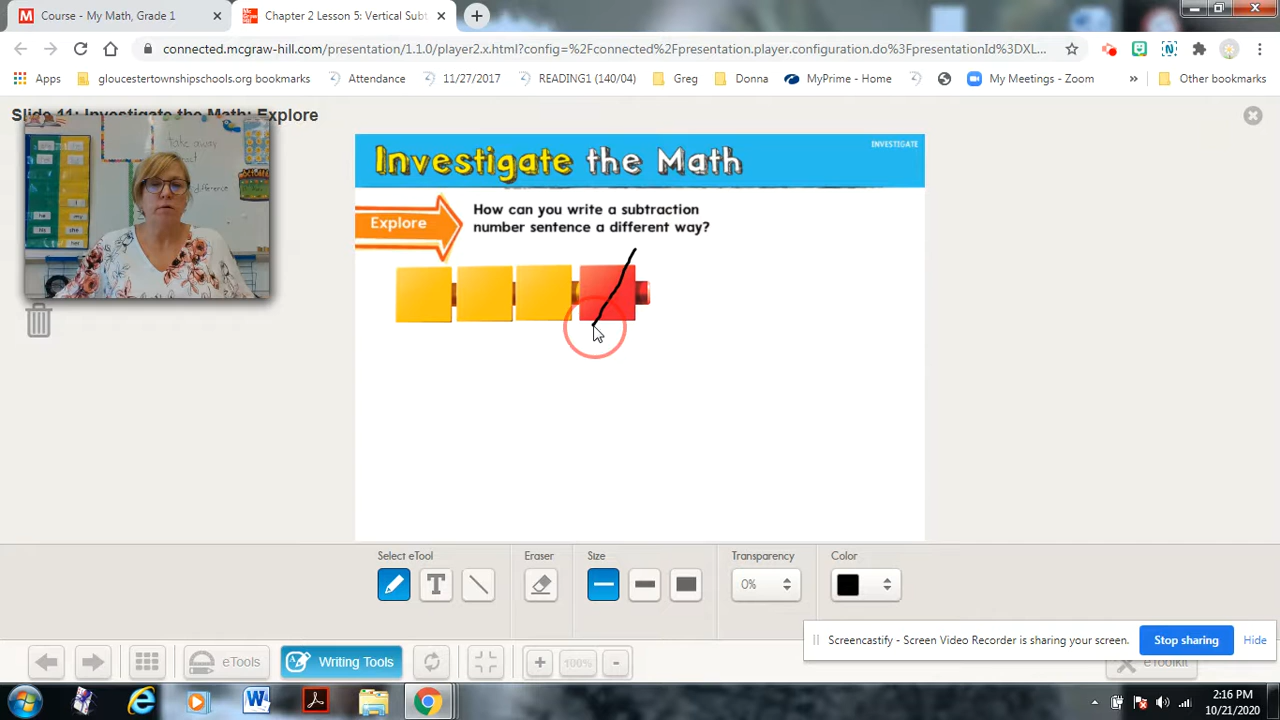 Course - My Math, Grade 1
Chapter 2 Lesson 5: Vertical Subt
connected.mcgraw-hill.com/presentation/1.1.0/player2.x.html?config=%2Fconnected%2Fpresentation.player.configuration.do%3FpresentationId%3DXL...
Apps
gloucestertownshipschools.org bookmarks
Attendance
11/27/2017
READING1 (140/04)
Greg
Donna
MyPrime - Home
My Meetings - Zoom
»
Other bookmarks
Slide 11: Investigate the Math: Explore
take away
difference
Investigate the Math
INVESTIGATE
Explore
How can you write a subtraction
number sentence a different way?
Select eTool
Eraser
Size
Transparency
Color
T
0%
Screencastify - Screen Video Recorder is sharing your screen.
Stop sharing
Hide
eTools
Writing Tools
+
100%
-
eToolkit
2:16 PM
10/21/2020